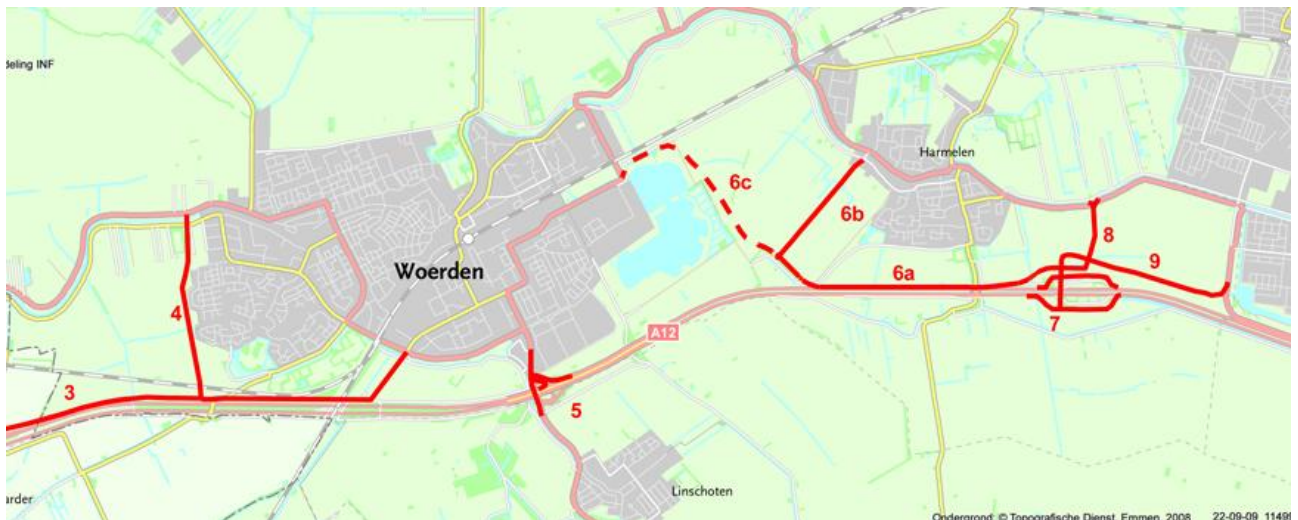 deling INF
Harmelen
6c
6b
8
Woerden
6a
9
4
7
A12
3
5
Linschoten
arder
Ondergrond: © Topografische Dienst, Emmen, 2008 22-09-09_11499